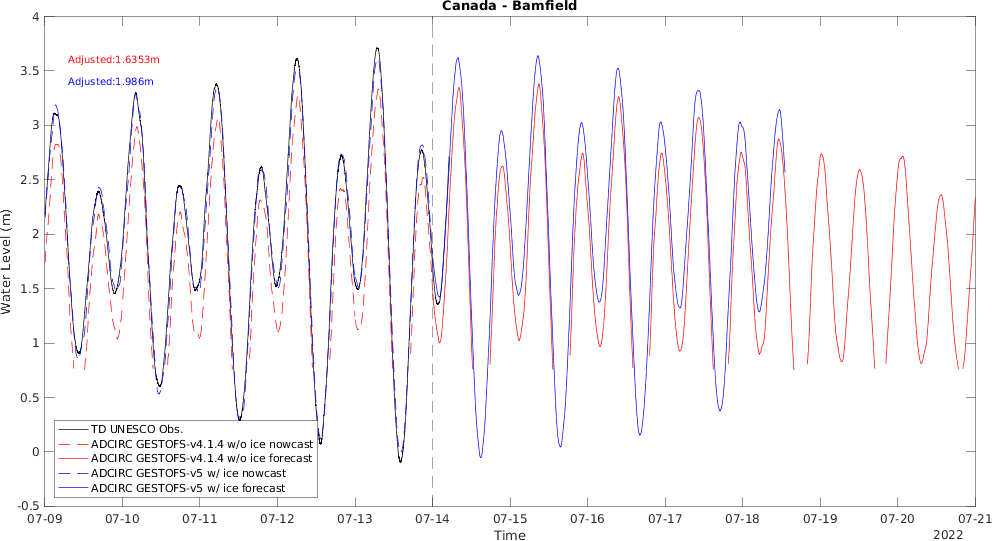 Canada - Bamfield
Adjusted:1.6353m
Adjusted:1.986m
Water Level (m)
4
3.5
3
2.5
2
1.5
1
0.5
0
-0.5
TD UNESCO Obs.
ADCIRC GESTOFS-v4.1.4 w/o ice nowcast
ADCIRC GESTOFS-v4.1.4 w/o ice forecast
ADCIRC GESTOFS-v5 w/ ice nowcast
ADCIRC GESTOFS-v5 w/ ice forecast
07-09 07-10 07-11 07-12 07-13 07-14 07-15 07-16 07-17 07-18 07-19 07-20 07-21
Time
2022